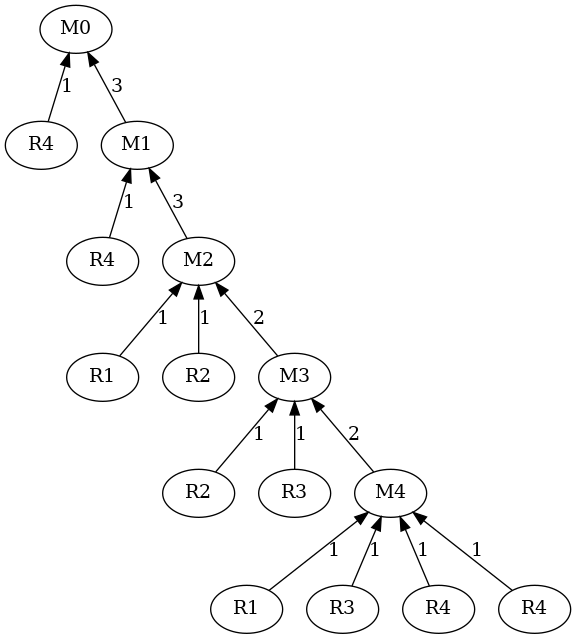 M0
1 3
R4 M1
1 3
R4 M2
1 1 2
R1 R2 M3
1 1 2
R2 R3 M4
1 1 1 1
R1 R3 R4 R4